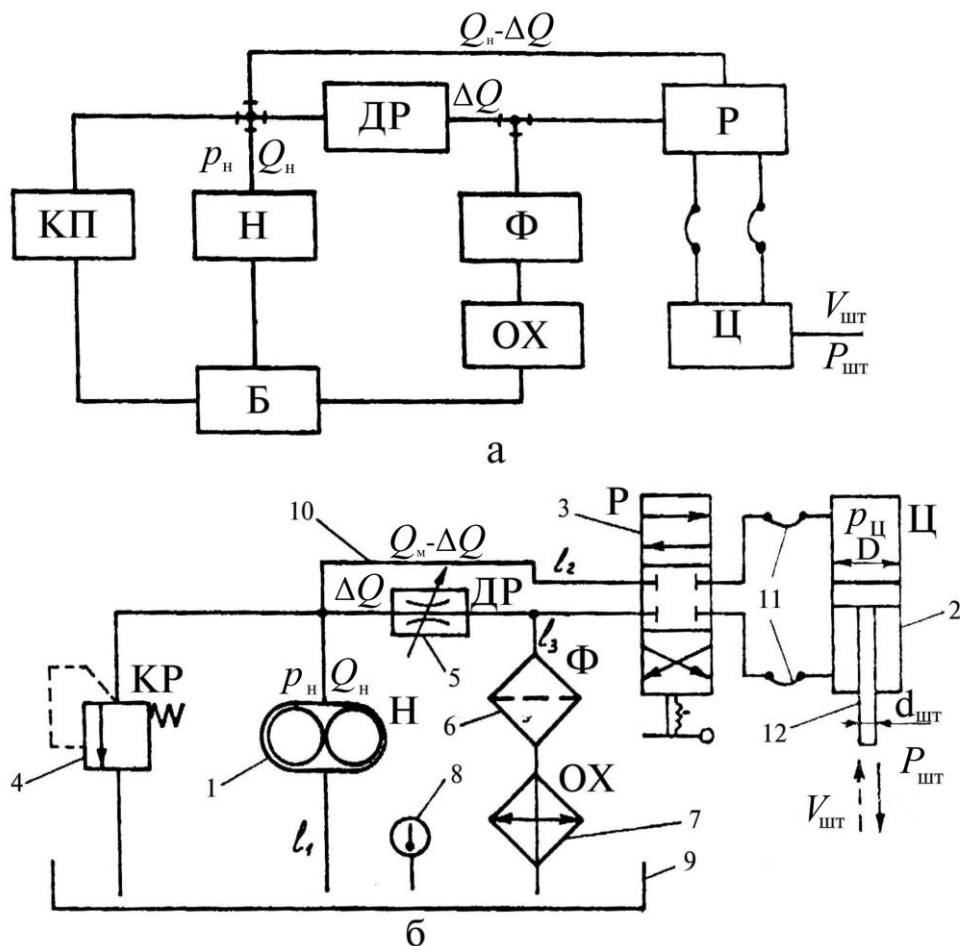 Qн-ΔQ
ДР
ΔQ
Р
pн Qн
КП
Н
Ф
ОХ
Ц
Vшт
Pшт
Б
а
10
Qм-ΔQ
3
Р
pц
Ц
D
l2
ΔQ
ДР
11
2
5
l3
Ф
КР
pн Qн
Н
6
12
dшт
4
1
8
ОХ
Pшт
7
Vшт
l1
9
б